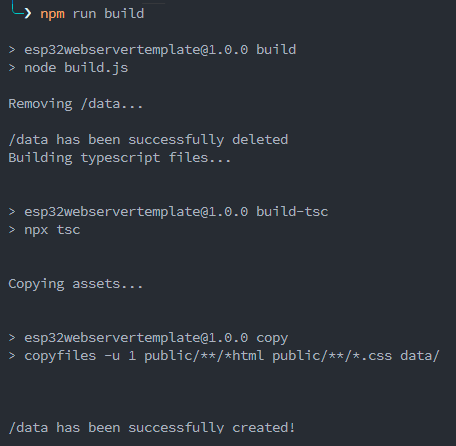 ❯ npm run build
> esp32webservertemplate@1.0.0 build
> node build.js
Removing /data...
/data has been successfully deleted
Building typescript files...
> esp32webservertemplate@1.0.0 build-tsc
> npx tsc
Copying assets...
> esp32webservertemplate@1.0.0 copy
> copyfiles -u 1 public/**/*html public/**/*.css data/
/data has been successfully created!